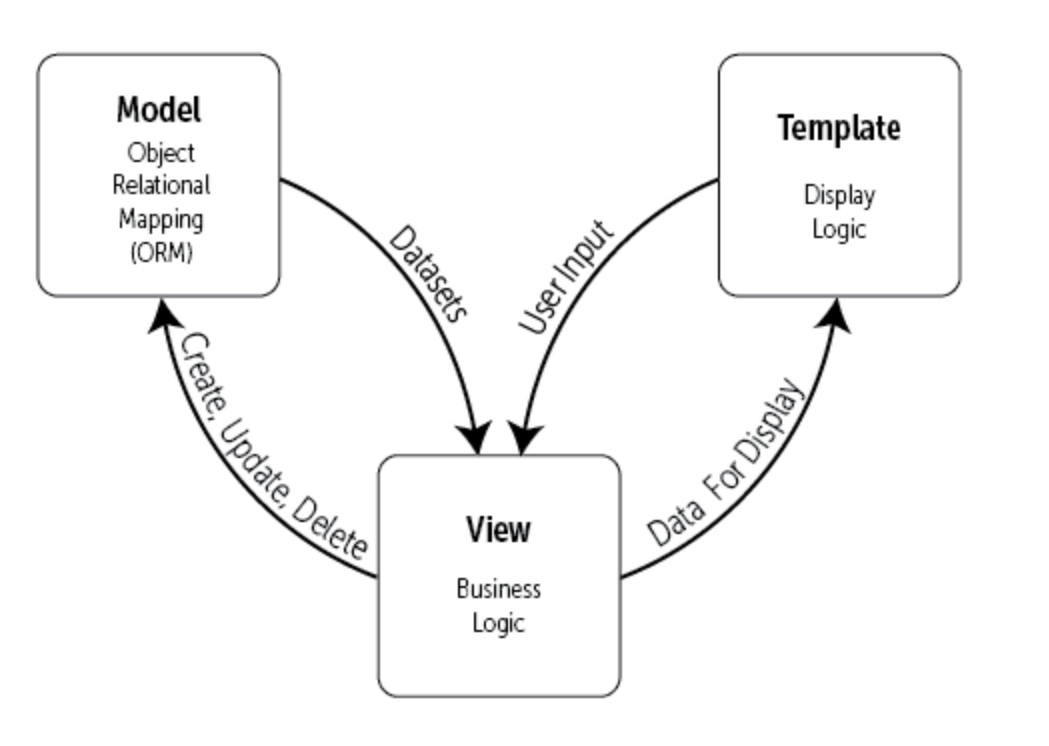 Model
Object
Relational
Mapping
(ORM)
Template
Display
Logic
Datasets
User Input
Create, Update, Delete
Data For Display
View
Business
Logic